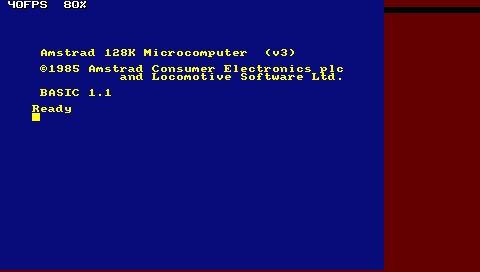 40FPS 80%
Amstrad 128K Microcomputer (v3)
©1985 Amstrad Consumer Electronics plc
and Locomotive Software Ltd.
BASIC 1.1
Ready